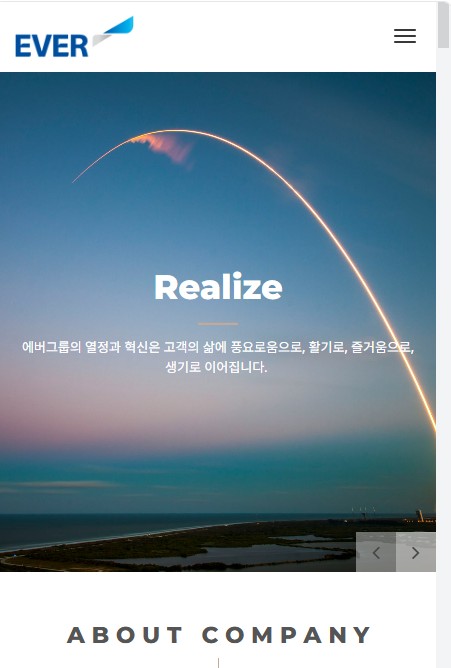 EVER
Realize
에버그룹의 열정과 혁신은 고객의 삶에 풍요로움으로, 활기로, 즐거움으로,
생기로 이어집니다.
ABOUT COMPANY